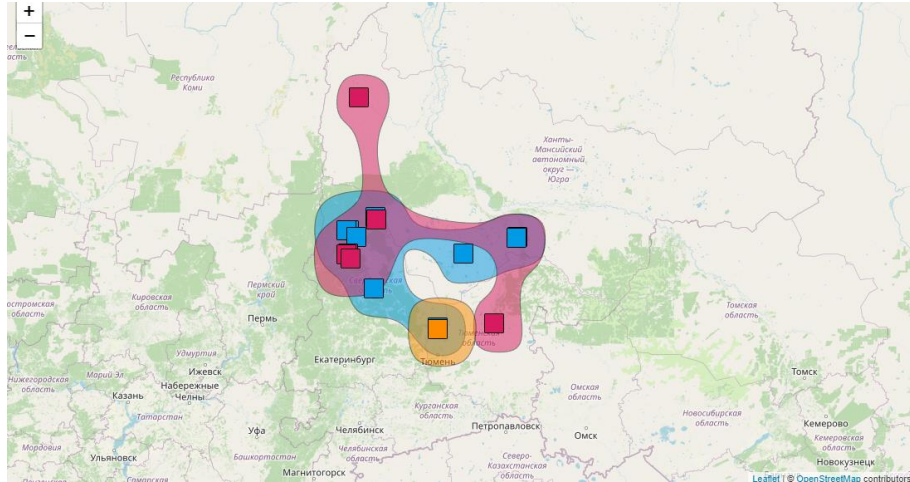 +
−
Республика
Коми
Ханты-
Мансийский
автономный
округ —
Югра
Пермский
край
Кировская
область
Пермь
Томская
область
Тюмень
Екатеринбург
Удмуртия
Ижевск
Марий Эл
Набережные
Челны
Казань
Нижегородская
область
Томск
Омская
область
Курганская
область
Новосибирская
область
Татарстан
Кемерово
Уфа
Челябинск
Петропавловск
Омск
Кемеровская
область
Мордовия
Ульяновск
Башкортостан
Челябинская
область
Северо-
Казахстанская
область
Новокузнецк
Магнитогорск
Leaflet | © OpenStreetMap contributors